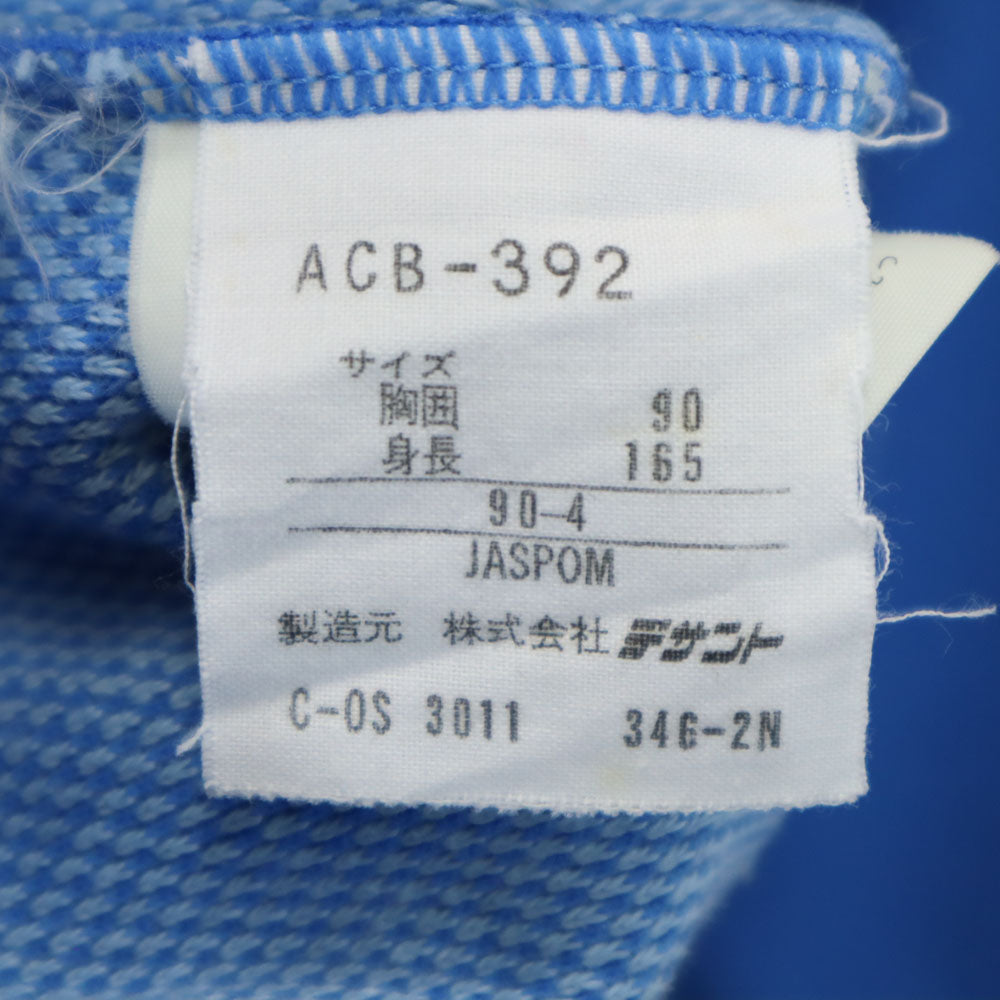 ACB-392
サイズ
胸囲 90
身長 165
90-4
JASPOM
製造元 株式会社デサント
C-OS 3011 346-2N